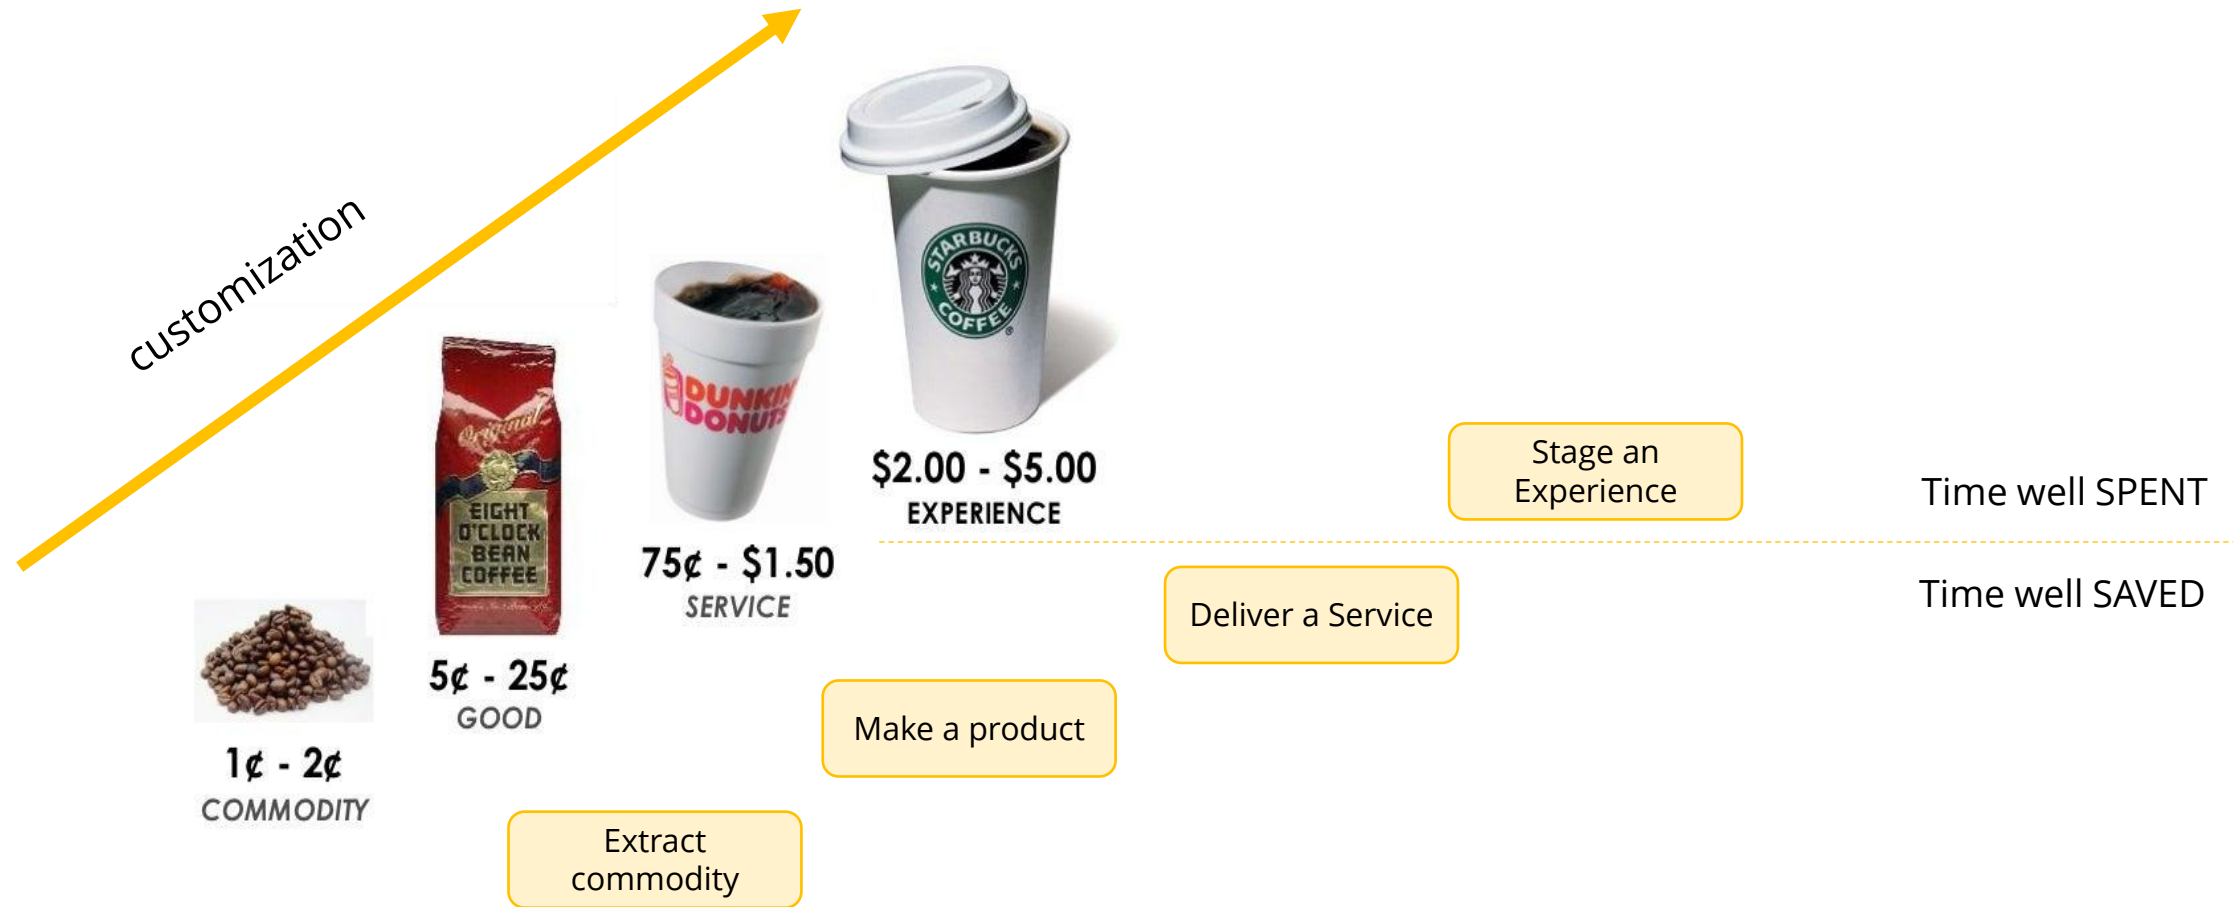 customization
STARBUCKS
COFFEE
®
DUNKIN'
DONUTS
Original
EIGHT
O'CLOCK
BEAN
COFFEE
$2.00 - $5.00
EXPERIENCE
75¢ - $1.50
SERVICE
5¢ - 25¢
GOOD
1¢ - 2¢
COMMODITY
Stage an
Experience
Time well SPENT
Time well SAVED
Deliver a Service
Make a product
Extract
commodity